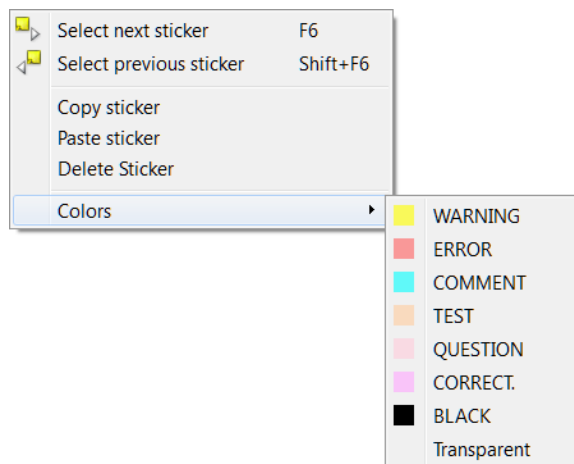 Select next sticker F6
Select previous sticker Shift+F6
Copy sticker
Paste sticker
Delete Sticker
Colors
WARNING
ERROR
COMMENT
TEST
QUESTION
CORRECT.
BLACK
Transparent